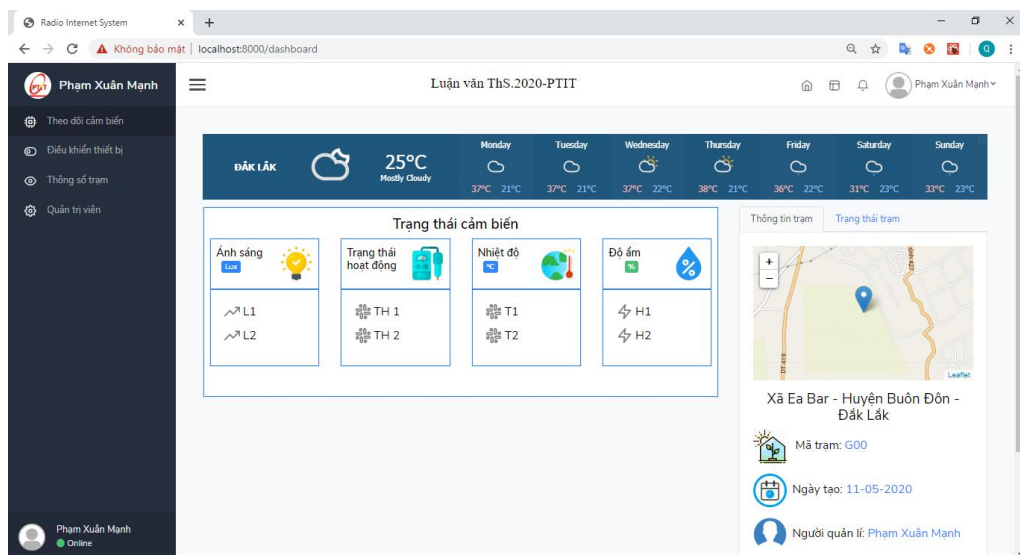 Radio Internet System
Không bảo mật | localhost:8000/dashboard
Q
PTIT
Phạm Xuân Mạnh
Luận văn ThS.2020-PTIT
Phạm Xuân Mạnh
Theo dõi cảm biến
Điều khiển thiết bị
Thông số trạm
Quản trị viên
ĐẮK LẮK
25°C
Mostly Cloudy
Monday Tuesday Wednesday Thursday Friday Saturday Sunday
37°C 21°C 37°C 21°C 37°C 22°C 38°C 21°C 36°C 22°C 31°C 23°C 33°C 23°C
Trạng thái cảm biến
Ánh sáng
Lux
L1
L2
Trạng thái
hoạt động
TH 1
TH 2
Nhiệt độ
°C
T1
T2
Độ ẩm
%
H1
H2
Thông tin trạm Trạng thái trạm
+
−
ĐT 419
Leaflet
Xã Ea Bar - Huyện Buôn Đôn -
Đắk Lắk
Mã trạm: G00
Ngày tạo: 11-05-2020
Người quản lí: Phạm Xuân Mạnh
Phạm Xuân Mạnh
Online